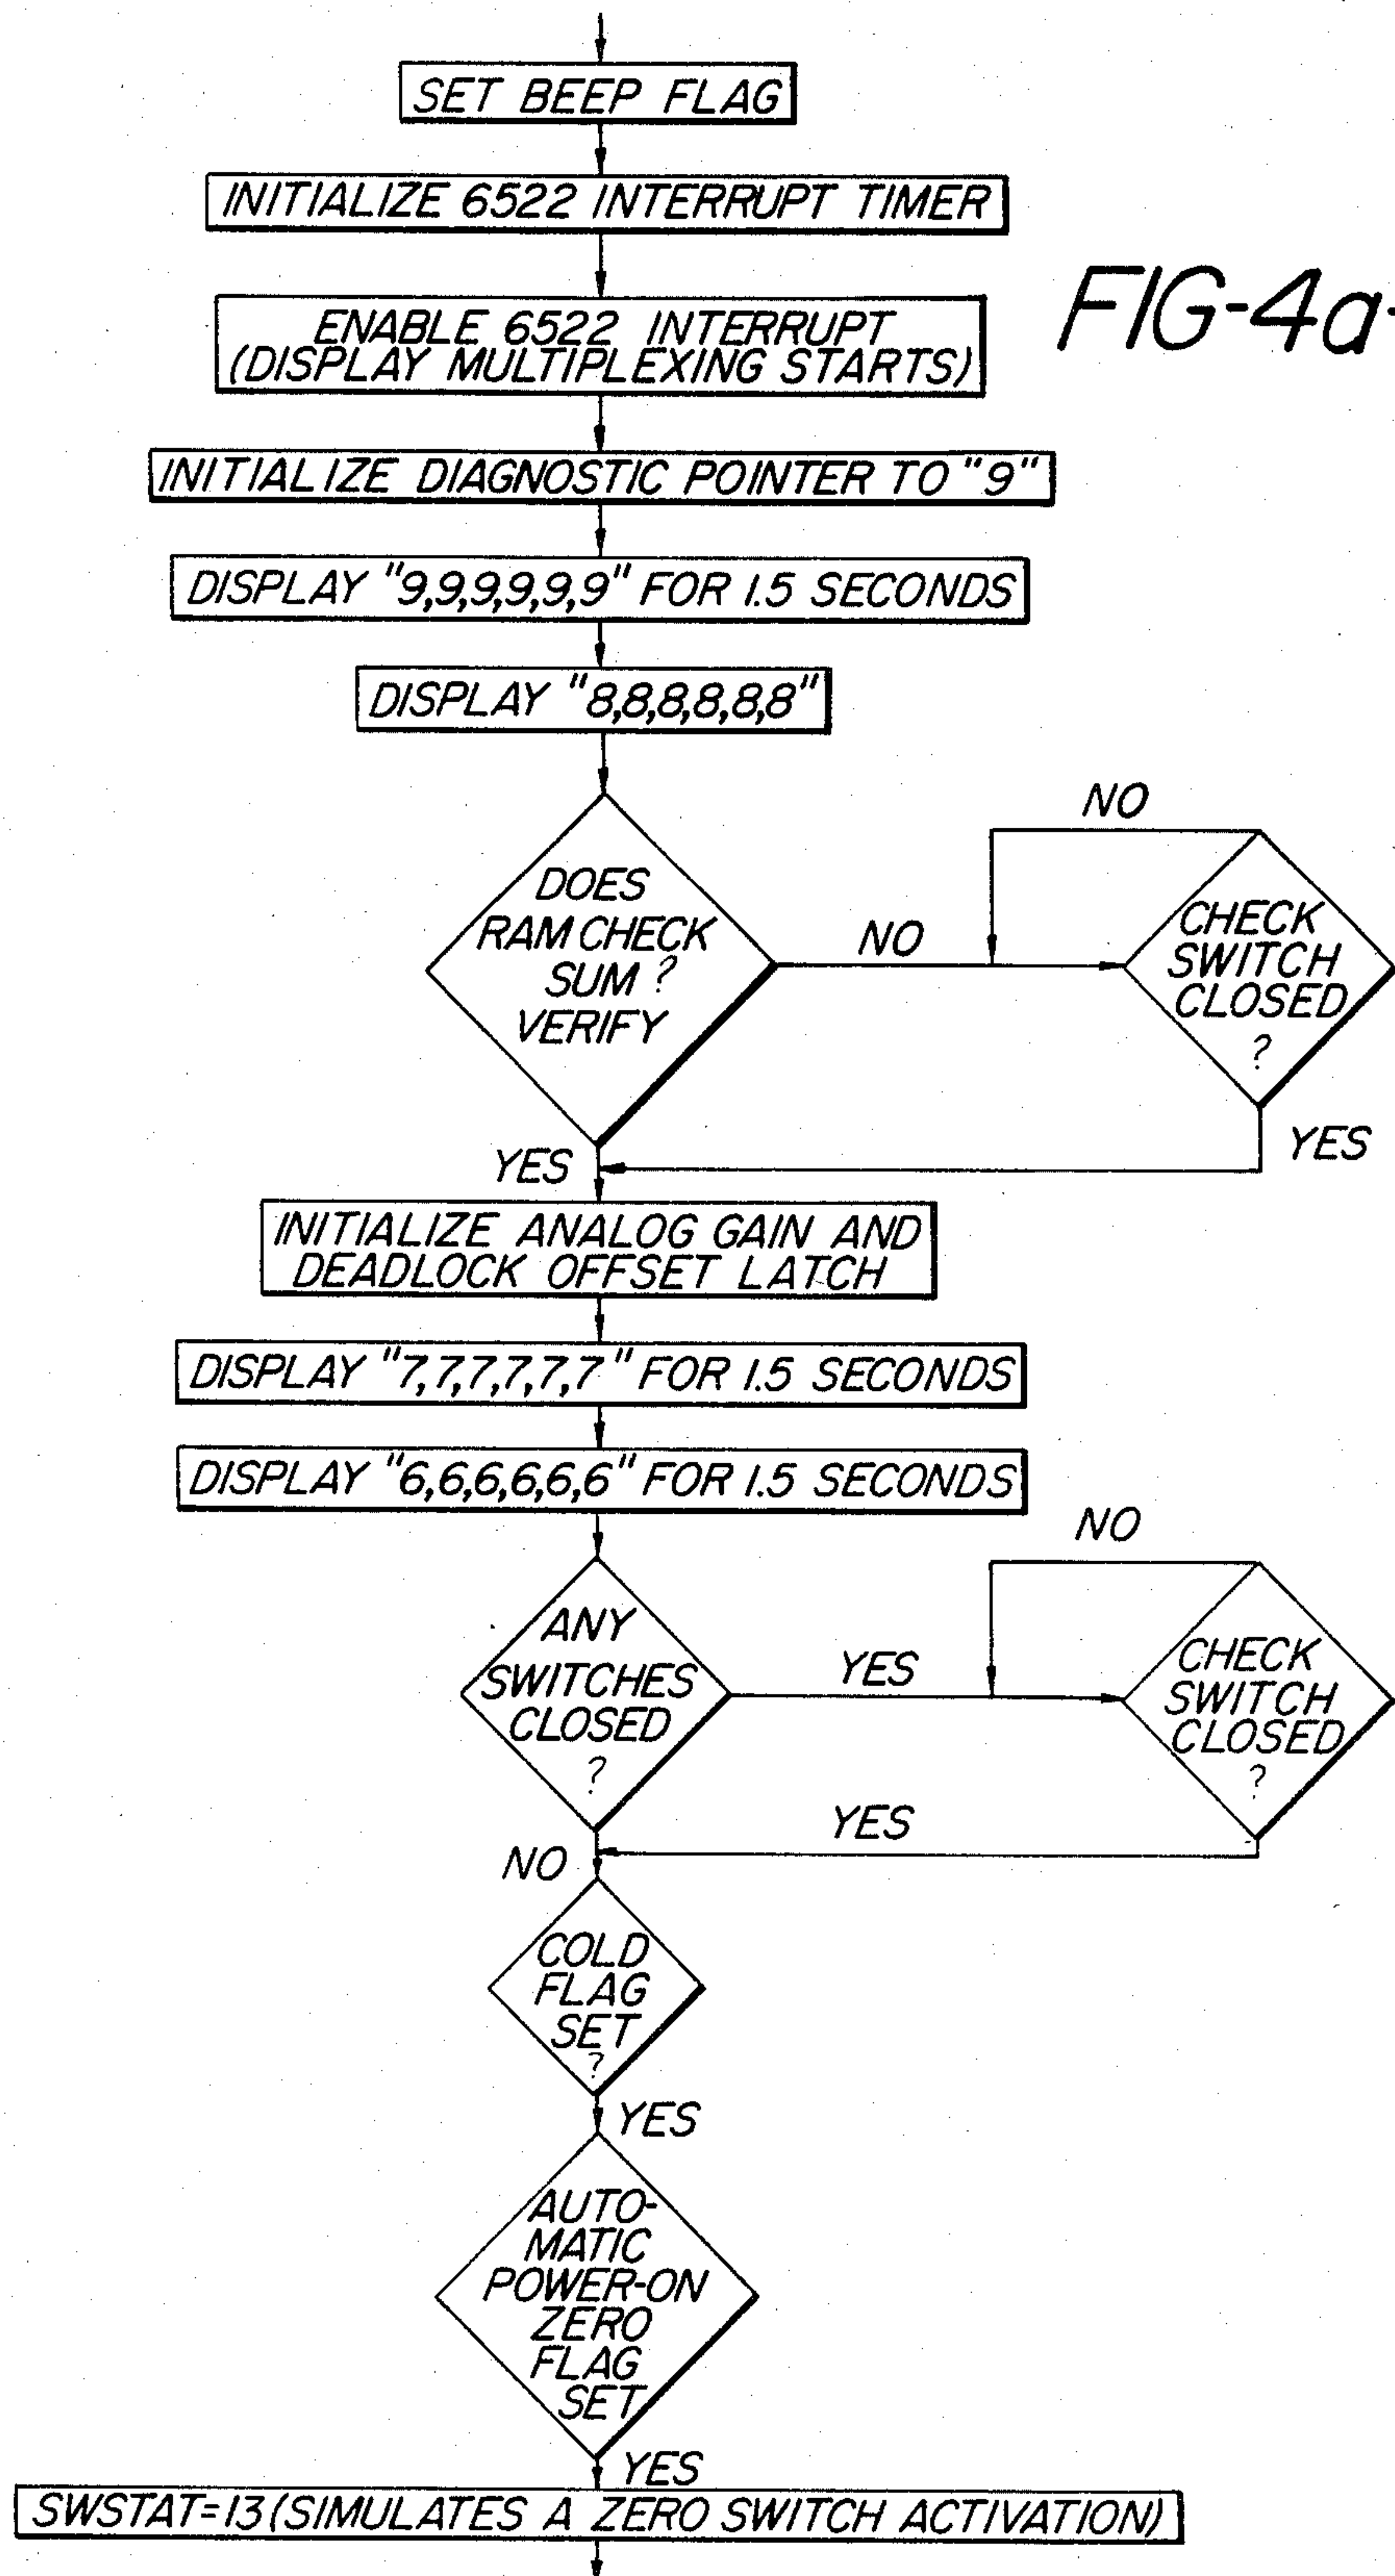 SET BEEP FLAG
INITIALIZE 6522 INTERRUPT TIMER
FIG-4a-
ENABLE 6522 INTERRUPT
(DISPLAY MULTIPLEXING STARTS)
INITIALIZE DIAGNOSTIC POINTER TO "9"
DISPLAY "9,9,9,9,9,9" FOR 1.5 SECONDS
DISPLAY "8,8,8,8,8,8"
DOES
RAM CHECK
SUM ?
VERIFY
NO
NO
CHECK
SWITCH
CLOSED
?
YES
YES
INITIALIZE ANALOG GAIN AND
DEADLOCK OFFSET LATCH
DISPLAY "7,7,7,7,7,7" FOR 1.5 SECONDS
DISPLAY "6,6,6,6,6,6" FOR 1.5 SECONDS
ANY
SWITCHES
CLOSED
?
YES
NO
CHECK
SWITCH
CLOSED
?
YES
NO
COLD
FLAG
SET
?
YES
AUTO-
MATIC
POWER-ON
ZERO
FLAG
SET
YES
SWSTAT=13 (SIMULATES A ZERO SWITCH ACTIVATION)